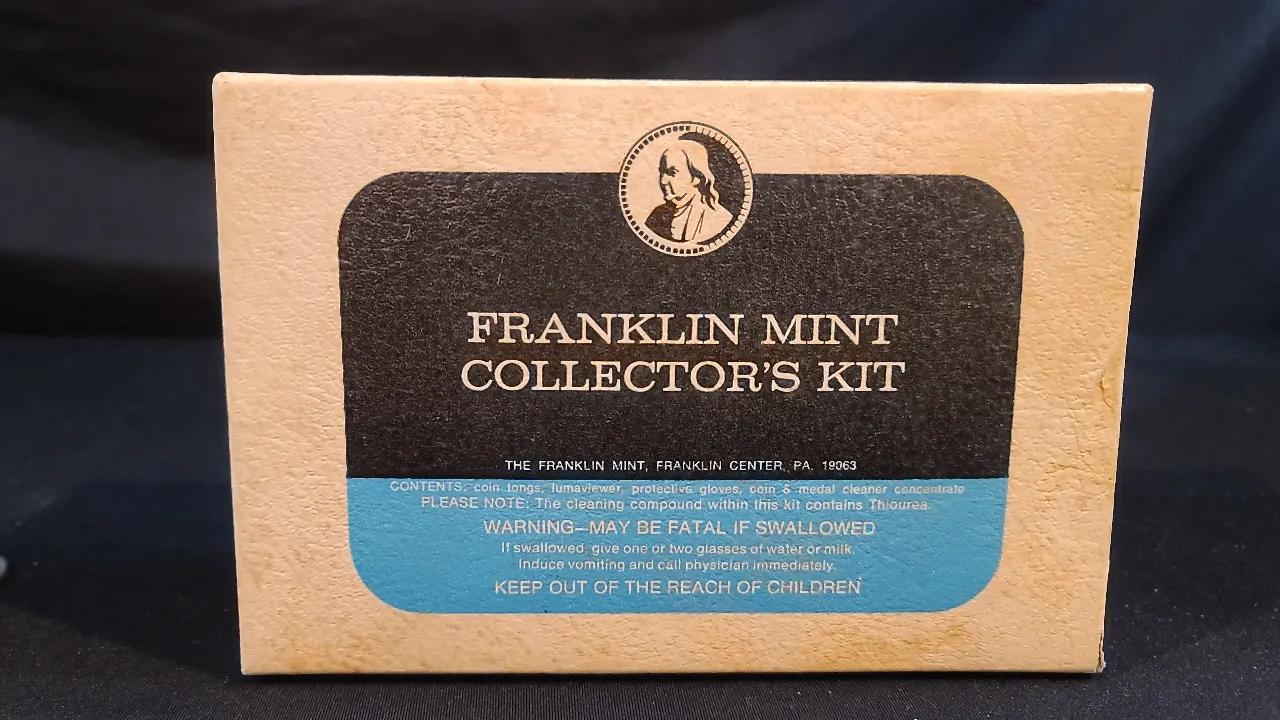 FRANKLIN MINT
COLLECTOR'S KIT
THE FRANKLIN MINT, FRANKLIN CENTER, PA. 19063
CONTENTS: coin tongs, lumaviewer, protective gloves, coin & medal cleaner concentrate
PLEASE NOTE: The cleaning compound within this kit contains Thiourea.
WARNING—MAY BE FATAL IF SWALLOWED
If swallowed, give one or two glasses of water or milk.
Induce vomiting and call physician immediately.
KEEP OUT OF THE REACH OF CHILDREN